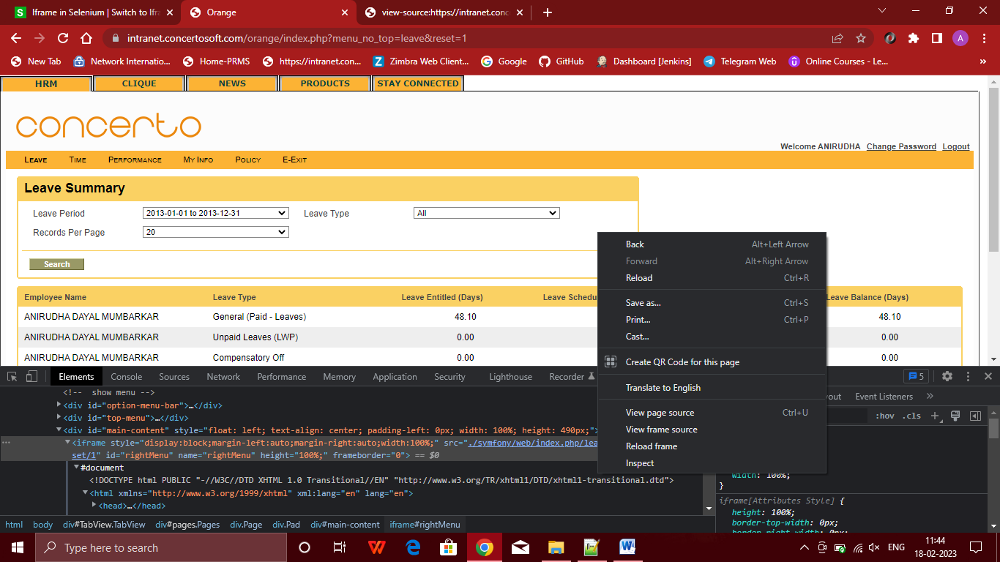 Iframe in Selenium | Switch to Ifra
Orange
view-source:https://intranet.conc
intranet.concertosoft.com/orange/index.php?menu_no_top=leave&reset=1
A
New Tab
Network Internatio...
Home-PRMS
https://intranet.con...
Zimbra Web Client...
Google
GitHub
Dashboard [Jenkins]
Telegram Web
Online Courses - Le...
HRM CLIQUE NEWS PRODUCTS STAY CONNECTED
concerto
Welcome ANIRUDHA Change Password Logout
LEAVE TIME PERFORMANCE MY INFO POLICY E-EXIT
Leave Summary
Leave Period 2013-01-01 to 2013-12-31 Leave Type All
Records Per Page 20
Search
Employee Name Leave Type Leave Entitled (Days) Leave Schedu Leave Balance (Days)
ANIRUDHA DAYAL MUMBARKAR General (Paid - Leaves) 48.10 48.10
ANIRUDHA DAYAL MUMBARKAR Unpaid Leaves (LWP) 0.00 0.00
ANIRUDHA DAYAL MUMBARKAR Compensatory Off 0.00 0.00
Back Alt+Left Arrow
Forward Alt+Right Arrow
Reload Ctrl+R
Save as... Ctrl+S
Print... Ctrl+P
Cast...
Create QR Code for this page
Translate to English
View page source Ctrl+U
View frame source
Reload frame
Inspect
Elements Console Sources Network Performance Memory Application Security Lighthouse Recorder 5
<!-- show menu -->
<div id="option-menu-bar">…</div>
<div id="top-menu">…</div>
<div id="main-content" style="float: left; text-align: center; padding-left: 0px; width: 100%; height: 490px;">
<iframe style="display:block;margin-left:auto;margin-right:auto;width:100%;" src="./symfony/web/index.php/lea
set/1" id="rightMenu" name="rightMenu" height="100%;" frameborder="0"> == $0
#document
<!DOCTYPE html PUBLIC "-//W3C//DTD XHTML 1.0 Transitional//EN" "http://www.w3.org/TR/xhtml1/DTD/xhtml1-transitional.dtd">
<html xmlns="http://www.w3.org/1999/xhtml" xml:lang="en" lang="en">
<head>…</head>
yout Event Listeners »
:hov .cls +
width: 100%;
}
iframe[Attributes Style] {
height: 100%;
border-top-width: 0px;
border-right-width: 0px;
html body div#TabView.TabView div#pages.Pages div.Page div.Pad div#main-content iframe#rightMenu
Type here to search
ENG
11:44
18-02-2023